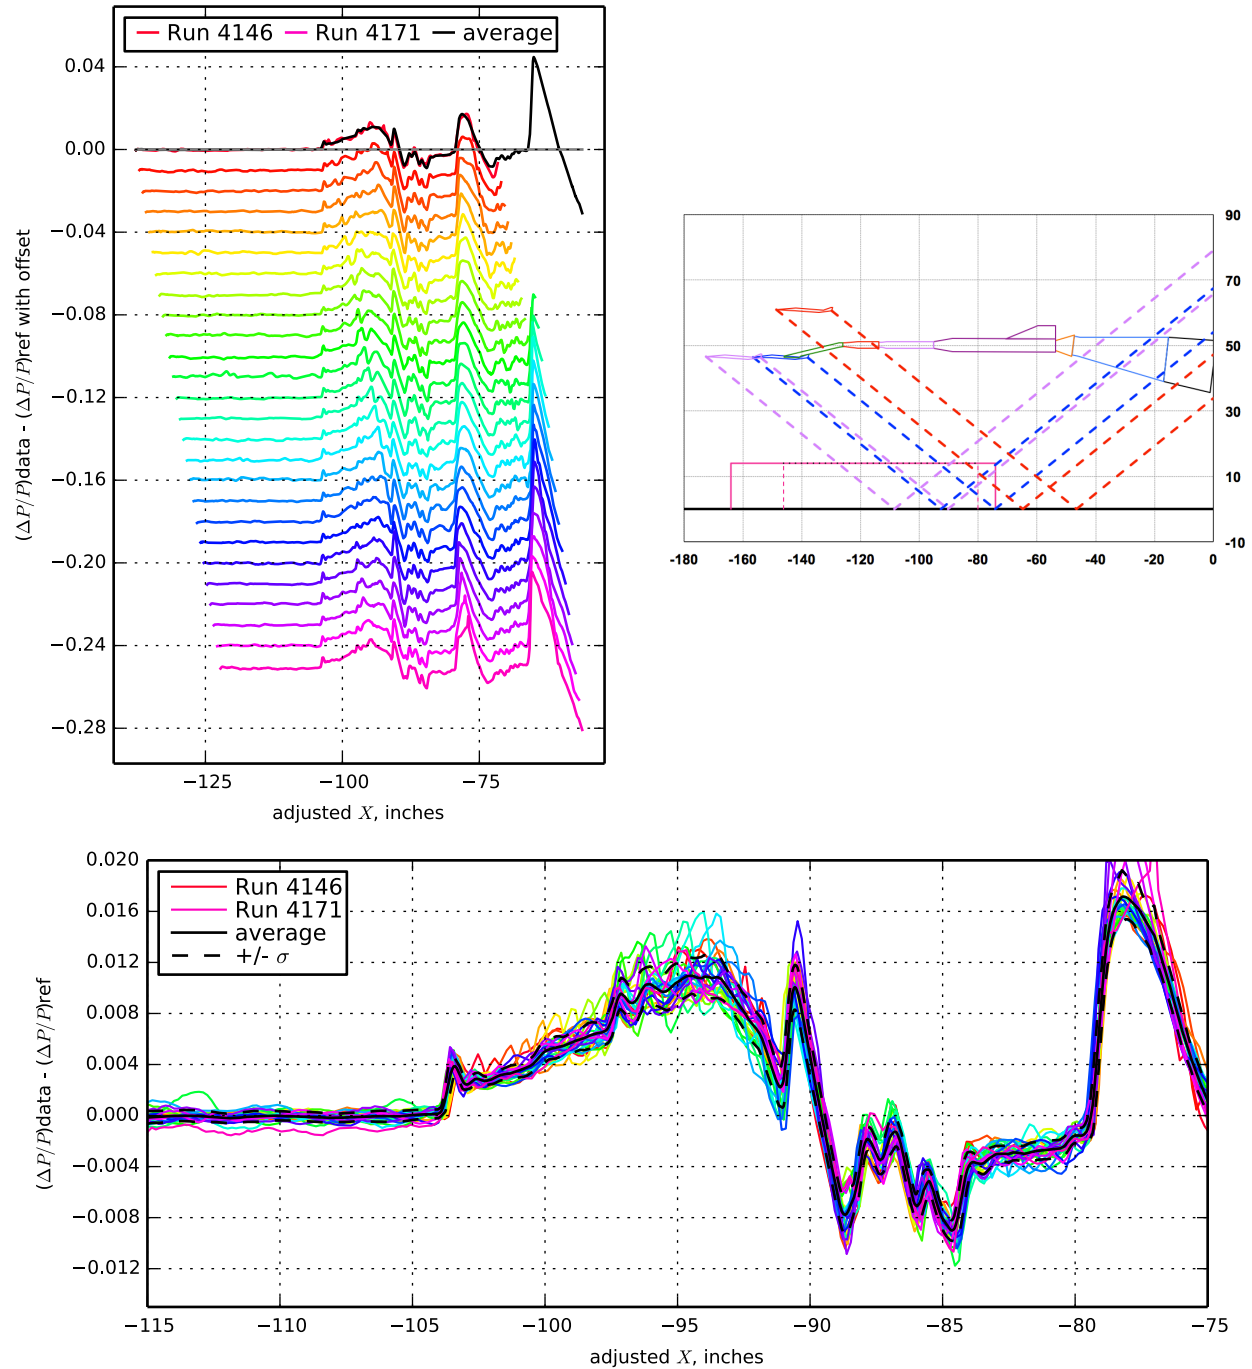 Run 4146 Run 4171 average
0.04
0.00
−0.04
−0.08
−0.12
−0.16
−0.20
−0.24
−0.28
(ΔP/P)data - (ΔP/P)ref with offset
−125 −100 −75
adjusted X, inches
90
70
50
30
10
-10
-180 -160 -140 -120 -100 -80 -60 -40 -20 0
0.020
0.016
0.012
0.008
0.004
0.000
−0.004
−0.008
−0.012
(ΔP/P)data - (ΔP/P)ref
Run 4146
Run 4171
average
+/- σ
−115 −110 −105 −100 −95 −90 −85 −80 −75
adjusted X, inches